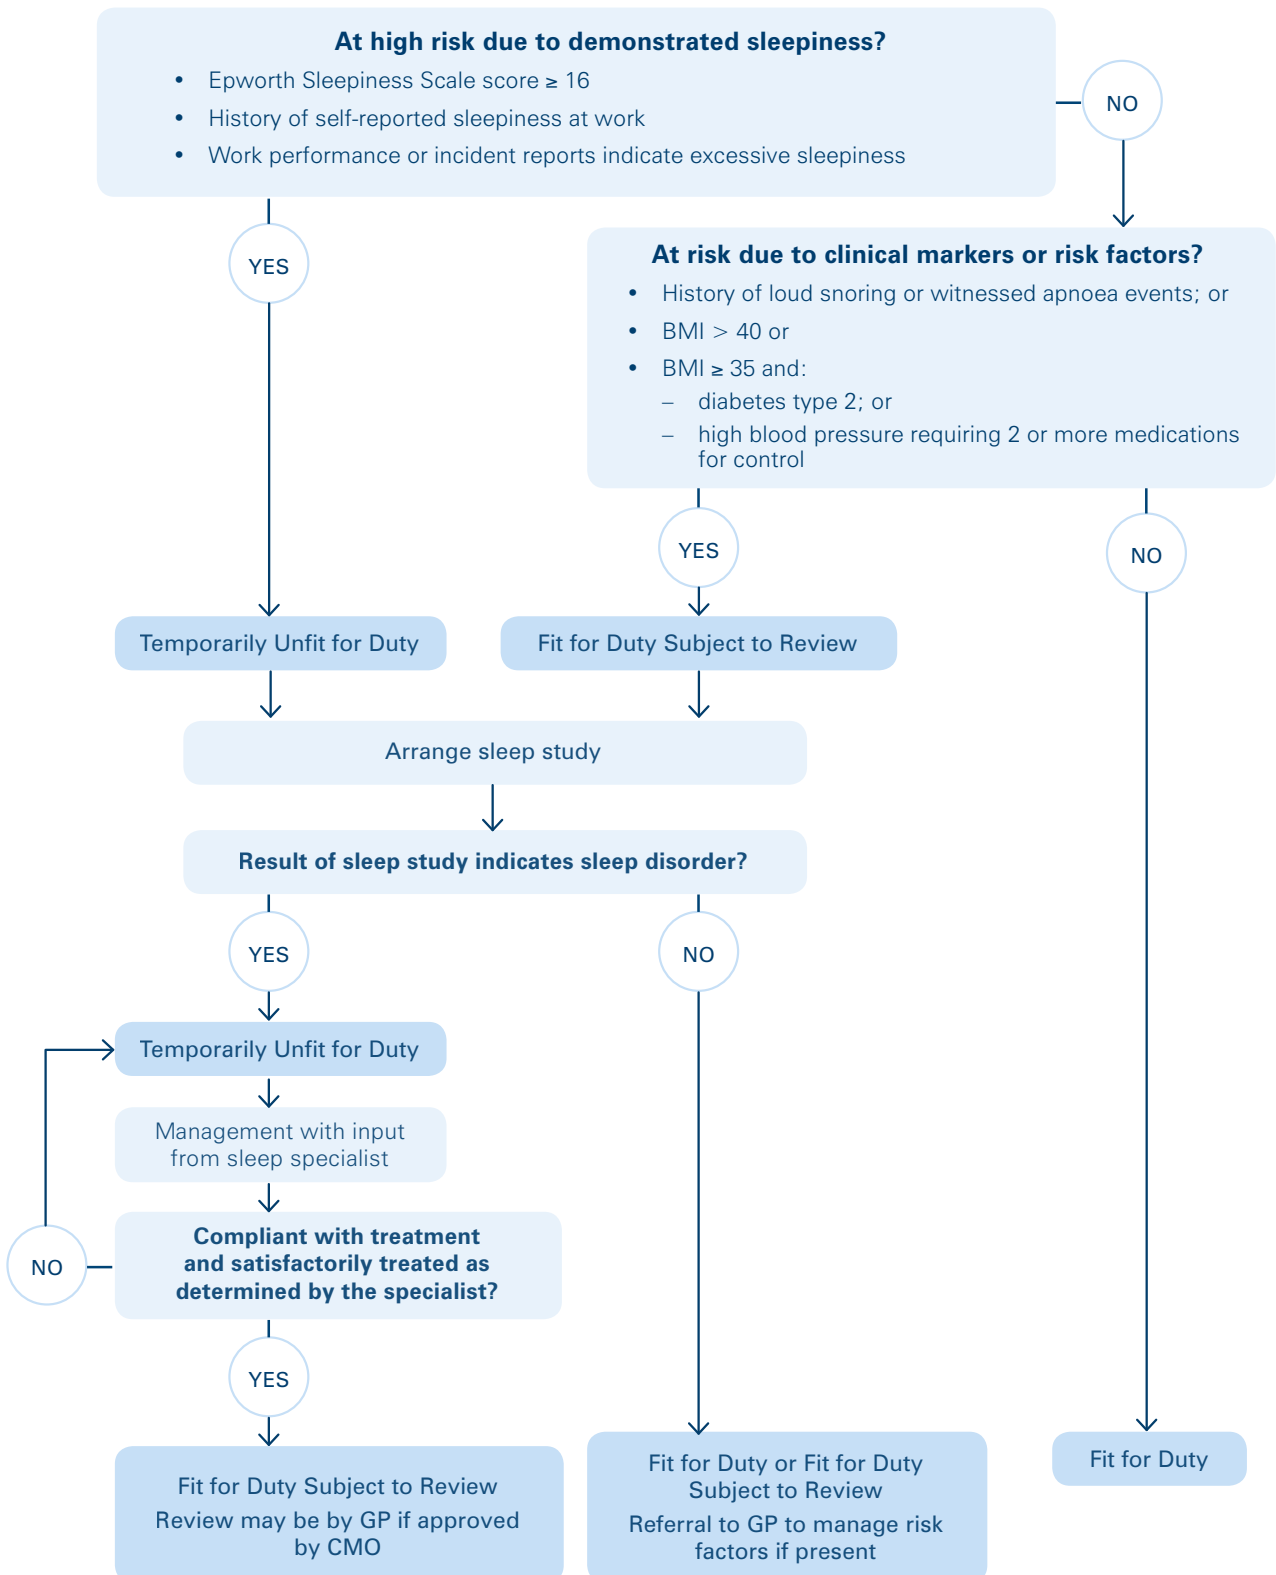 At high risk due to demonstrated sleepiness?
• Epworth Sleepiness Scale score ≥ 16
• History of self-reported sleepiness at work
• Work performance or incident reports indicate excessive sleepiness
NO
YES
At risk due to clinical markers or risk factors?
• History of loud snoring or witnessed apnoea events; or
• BMI > 40 or
• BMI ≥ 35 and:
– diabetes type 2; or
– high blood pressure requiring 2 or more medications
for control
YES
NO
Temporarily Unfit for Duty
Fit for Duty Subject to Review
Arrange sleep study
Result of sleep study indicates sleep disorder?
YES
NO
Temporarily Unfit for Duty
Management with input
from sleep specialist
Compliant with treatment
and satisfactorily treated as
determined by the specialist?
NO
YES
Fit for Duty Subject to Review
Review may be by GP if approved
by CMO
Fit for Duty or Fit for Duty
Subject to Review
Referral to GP to manage risk
factors if present
Fit for Duty